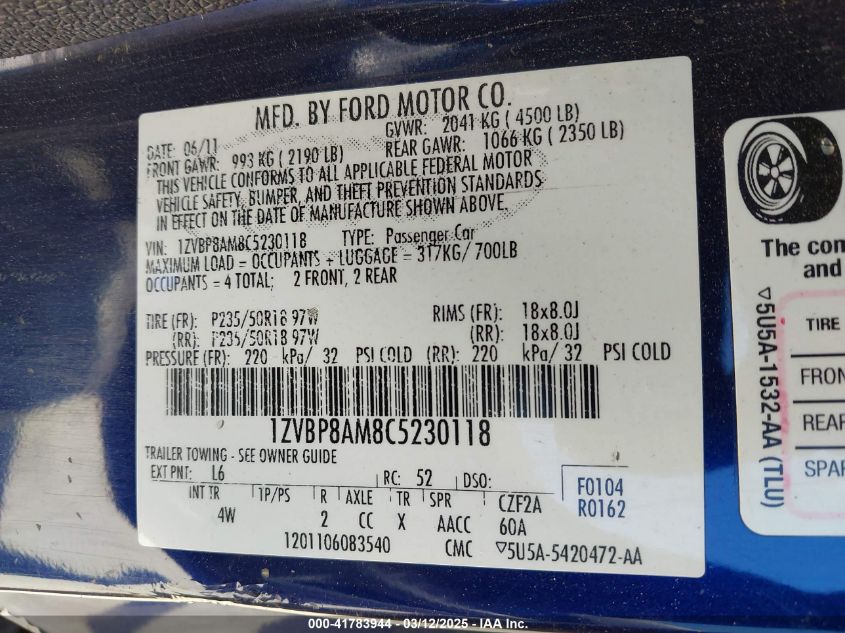 MFD. BY FORD MOTOR CO.
DATE: 06/11 GVWR: 2041 KG ( 4500 LB)
FRONT GAWR: 993 KG ( 2190 LB) REAR GAWR: 1066 KG ( 2350 LB)
THIS VEHICLE CONFORMS TO ALL APPLICABLE FEDERAL MOTOR
VEHICLE SAFETY, BUMPER, AND THEFT PREVENTION STANDARDS
IN EFFECT ON THE DATE OF MANUFACTURE SHOWN ABOVE.
VIN: 1ZVBP8AM8C5230118 TYPE: Passenger Car
MAXIMUM LOAD = OCCUPANTS + LUGGAGE = 317KG/ 700LB
OCCUPANTS = 4 TOTAL; 2 FRONT, 2 REAR
TIRE (FR): P235/50R18 97W RIMS (FR): 18x8.0J
(RR): P235/50R18 97W (RR): 18x8.0J
PRESSURE (FR): 220 kPa/ 32 PSI COLD (RR): 220 kPa/ 32 PSI COLD
1ZVBP8AM8C5230118
TRAILER TOWING - SEE OWNER GUIDE
EXT PNT: L6 RC: 52 DSO:
INT TR TP/PS R AXLE TR SPR CZF2A
4W 2 CC X AACC 60A
F0104
R0162
1201106083540 CMC ▽5U5A-5420472-AA
The com
and
▽5U5A-1532-AA (TLU)
TIRE
FRON
REAR
SPAR
000-41783944 - 03/12/2025 - IAA Inc.